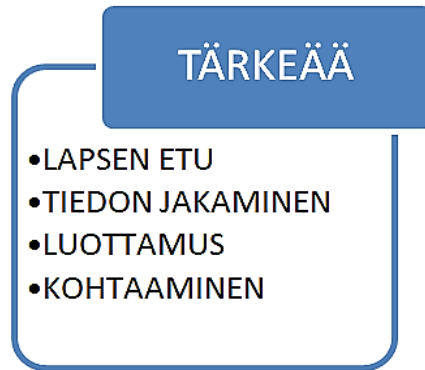 TÄRKEÄÄ
•LAPSEN ETU
•TIEDON JAKAMINEN
•LUOTTAMUS
•KOHTAAMINEN